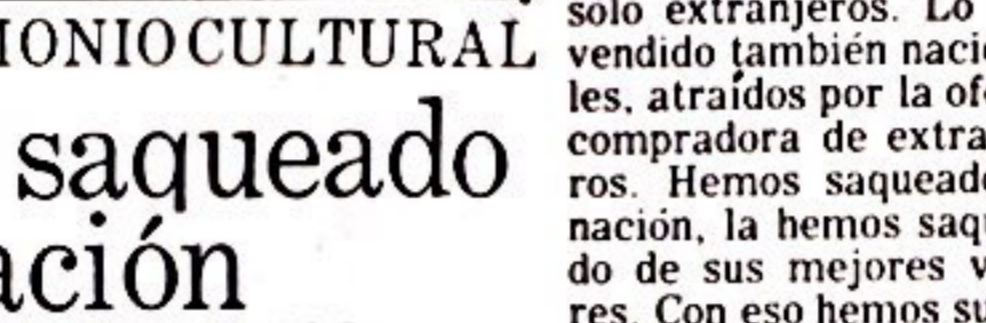 IONIO CULTURAL
saqueado
ación
solo extranjeros. Lo
vendido también naci
les, atraídos por la of
compradora de extra
ros. Hemos saquead
nación, la hemos saq
do de sus mejores v
res. Con eso hemos su